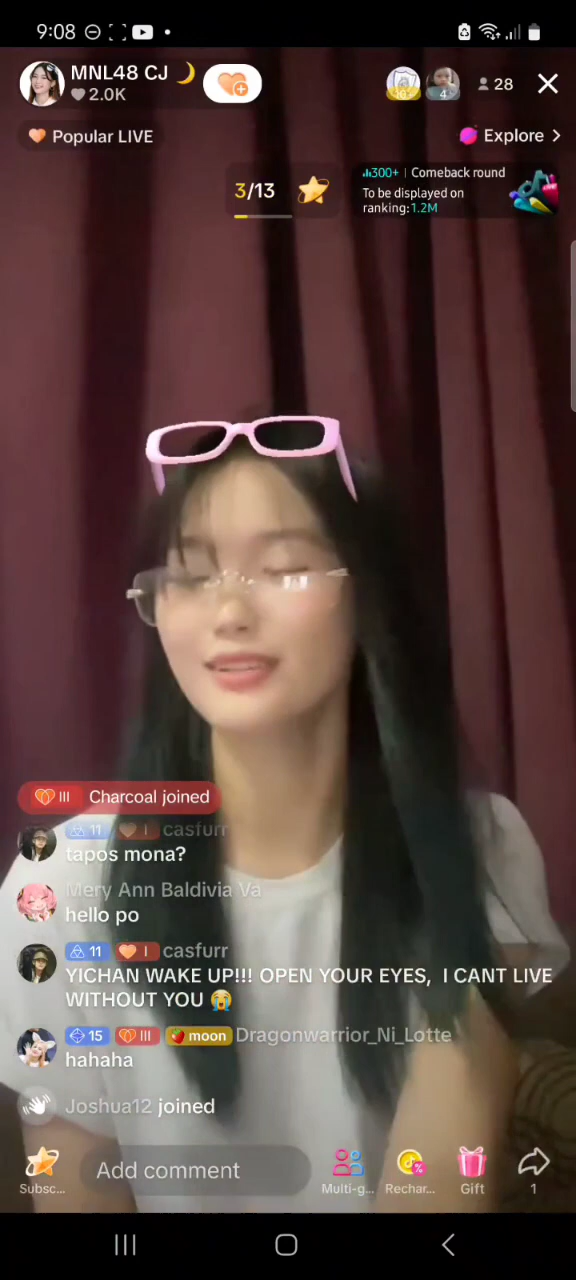 9:08
MNL48 CJ 🌙
2.0K
4
28
Popular LIVE
Explore >
3/13
300+ | Comeback round
To be displayed on
ranking:1.2M
III Charcoal joined
11 I casfurr
tapos mona?
Mery Ann Baldivia Va
hello po
11 I casfurr
YICHAN WAKE UP!!! OPEN YOUR EYES, I CANT LIVE
WITHOUT YOU 😭
15 III moon Dragonwarrior_Ni_Lotte
hahaha
Joshua12 joined
Add comment
Subsc... Multi-g... Rechar... Gift 1